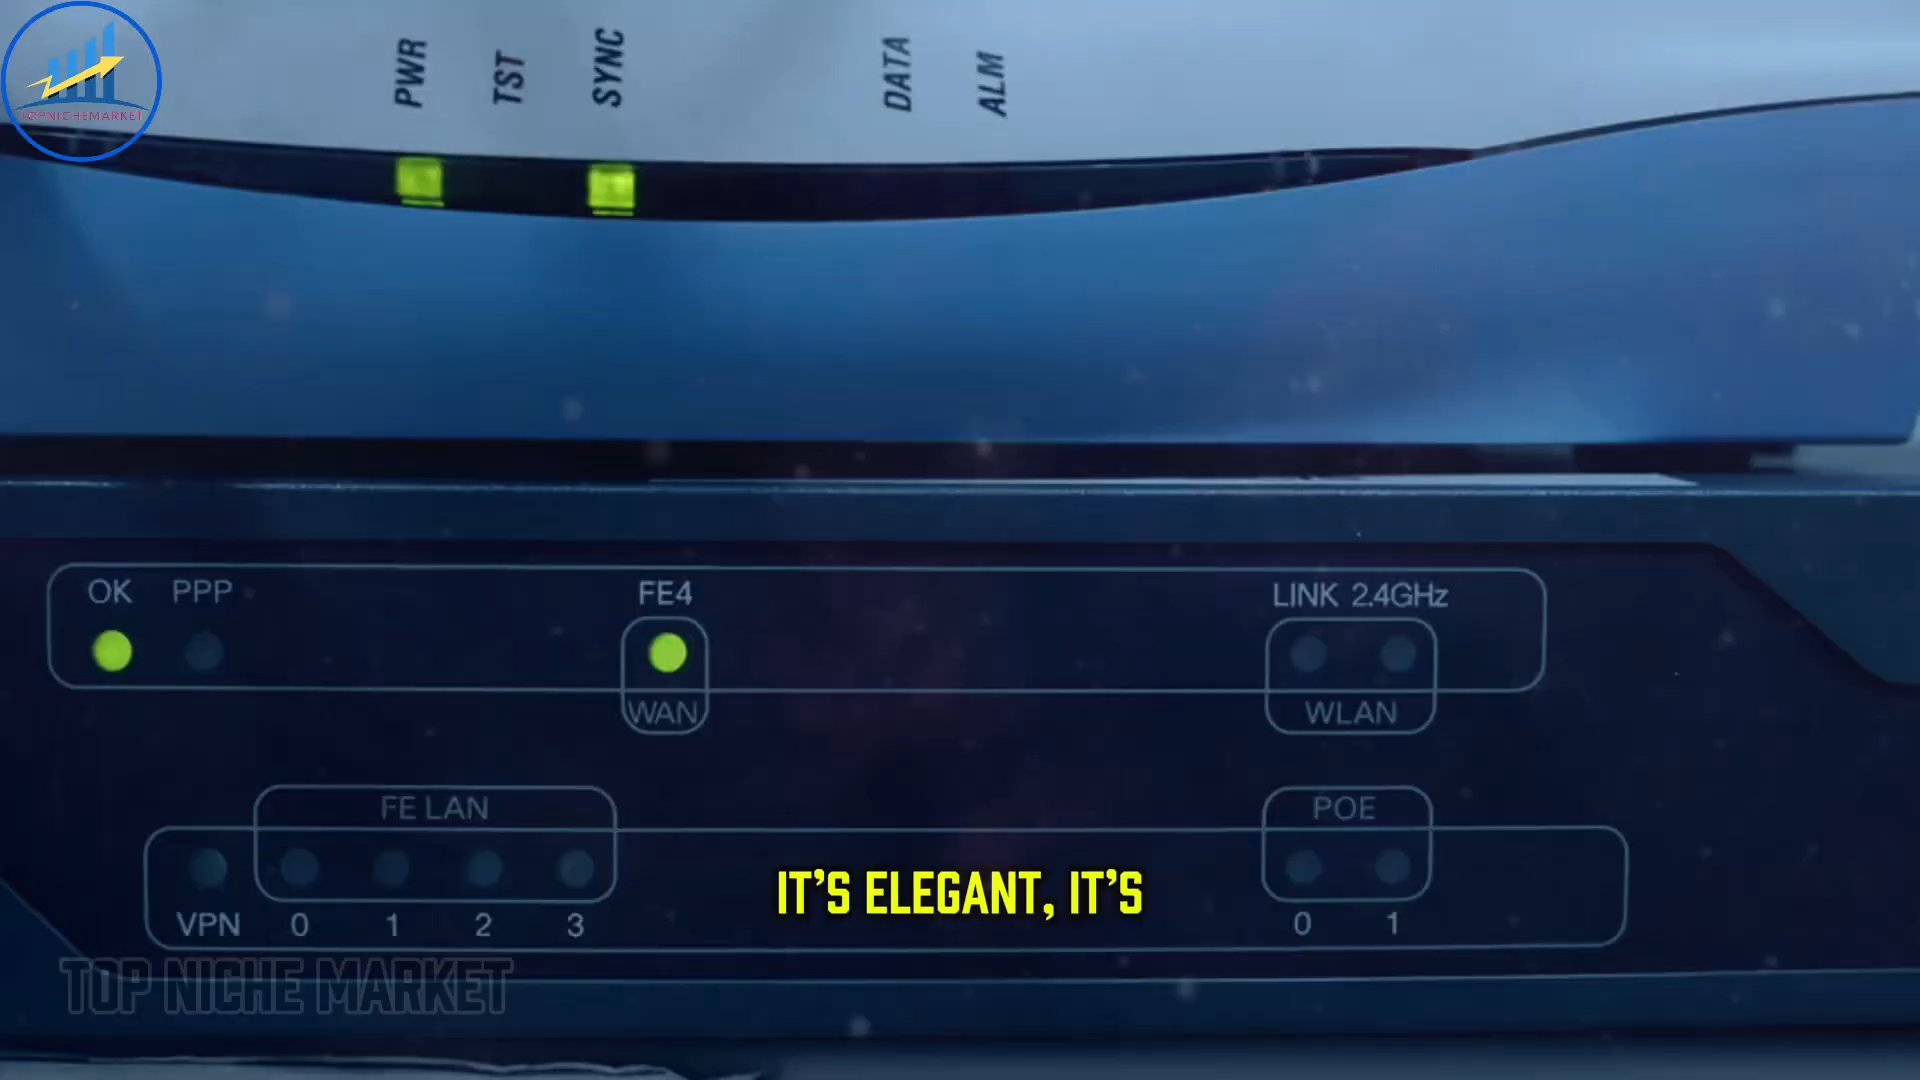 TOPNICHEMARKET
PWR TST SYNC DATA ALM
OK PPP FE4 LINK 2.4GHz
WAN WLAN
FE LAN POE
IT'S ELEGANT, IT'S
VPN 0 1 2 3 0 1
TOP NICHE MARKET